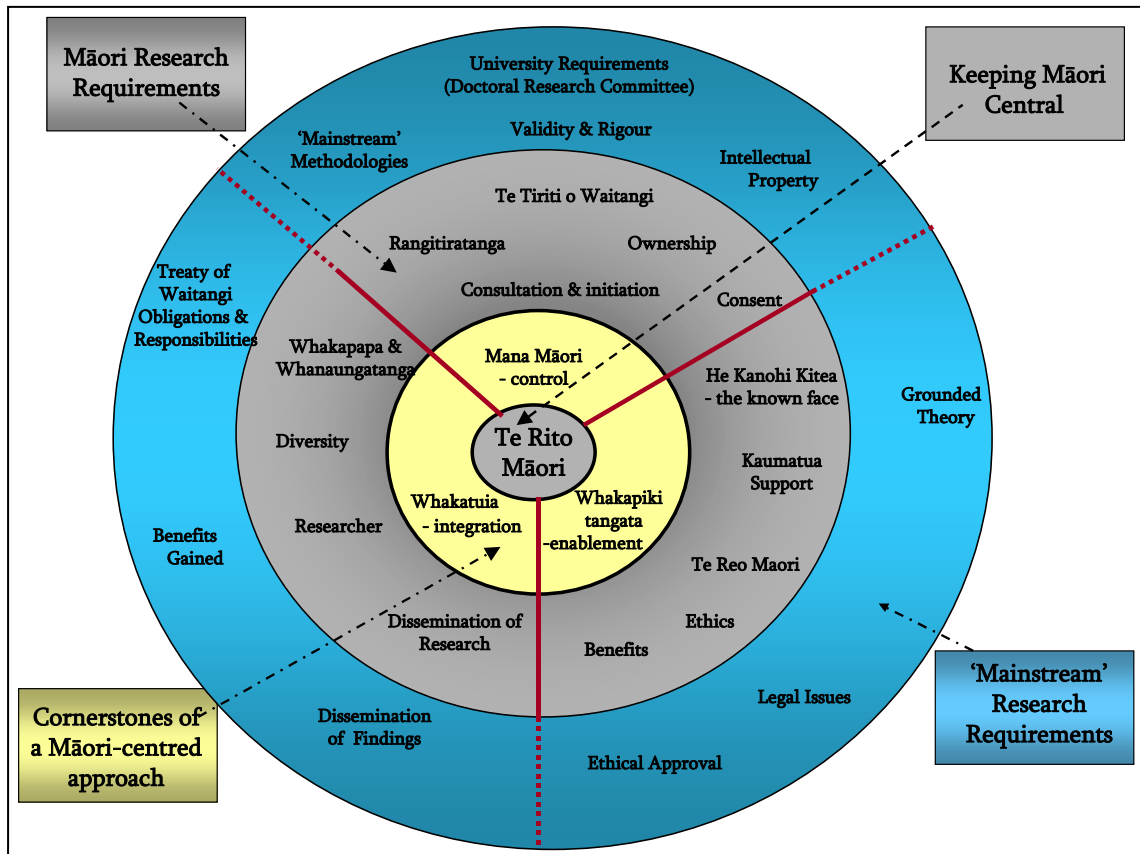 Māori Research
Requirements
University Requirements
(Doctoral Research Committee)
Keeping Māori
Central
Validity & Rigour
'Mainstream'
Methodologies
Intellectual
Property
Te Tiriti o Waitangi
Rangitiratanga
Ownership
Treaty of
Waitangi
Obligations &
Responsibilities
Consultation & initiation
Consent
Whakapapa &
Whanaungatanga
Mana Māori
- control
He Kanohi Kitea
- the known face
Grounded
Theory
Te Rito
Māori
Diversity
Kaumatua
Support
Whakatuia
- integration
Whakapiki
tangata
-enablement
Researcher
Benefits
Gained
Te Reo Maori
Dissemination of
Research
Ethics
Benefits
'Mainstream'
Research
Requirements
Legal Issues
Cornerstones of
a Māori-centred
approach
Dissemination
of Findings
Ethical Approval